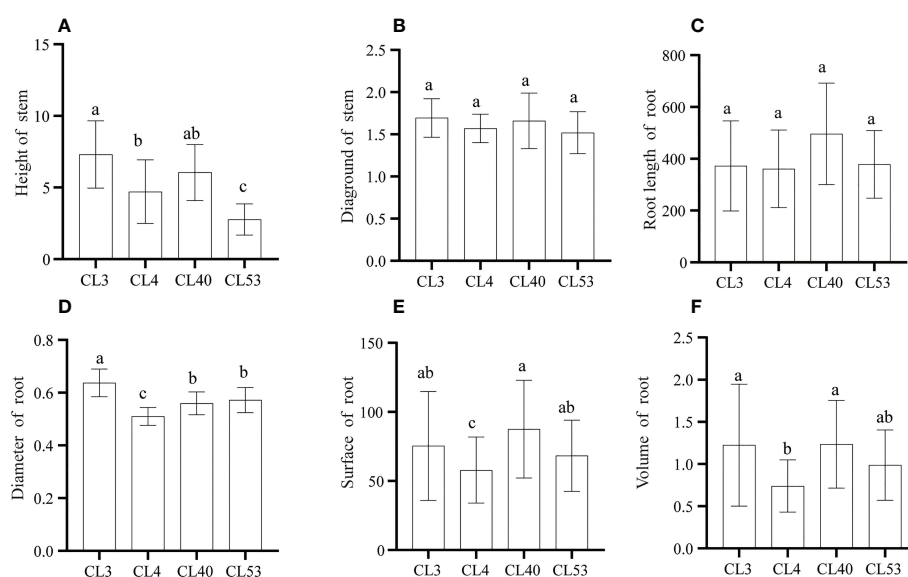 A
Height of stem
15
10
5
0
a
b
ab
c
CL3 CL4 CL40 CL53
B
Diaground of stem
2.5
2.0
1.5
1.0
0.5
0.0
a a a a
CL3 CL4 CL40 CL53
C
Root length of root
800
600
400
200
0
a a a a
CL3 CL4 CL40 CL53
D
Diameter of root
0.8
0.6
0.4
0.2
0.0
a
c
b
b
CL3 CL4 CL40 CL53
E
Surface of root
150
100
50
0
ab
c
a
ab
CL3 CL4 CL40 CL53
F
Volume of root
2.5
2.0
1.5
1.0
0.5
0.0
a
b
a
ab
CL3 CL4 CL40 CL53